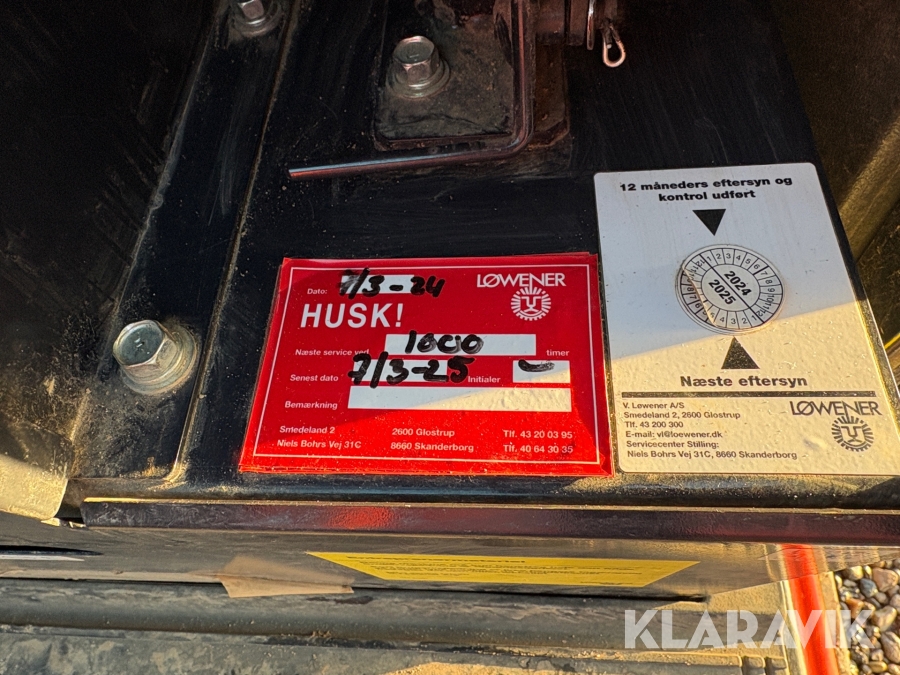 12 måneders eftersyn og
kontrol udført
2024
2025
Næste eftersyn
V. Løwener A/S
Smedeland 2, 2600 Glostrup
Tlf. 43 200 300
E-mail: vl@loewener.dk
Servicecenter Stilling:
Niels Bohrs Vej 31C, 8660 Skanderborg
LØWENER
Dato: 7/3-24
LØWENER
HUSK!
Næste service ved 1000 timer
Senest dato 7/3-25 Initialer
Bemærkning
Smedeland 2 2600 Glostrup Tlf. 43 20 03 95
Niels Bohrs Vej 31C 8660 Skanderborg Tlf. 40 64 30 35
KLARAVIK